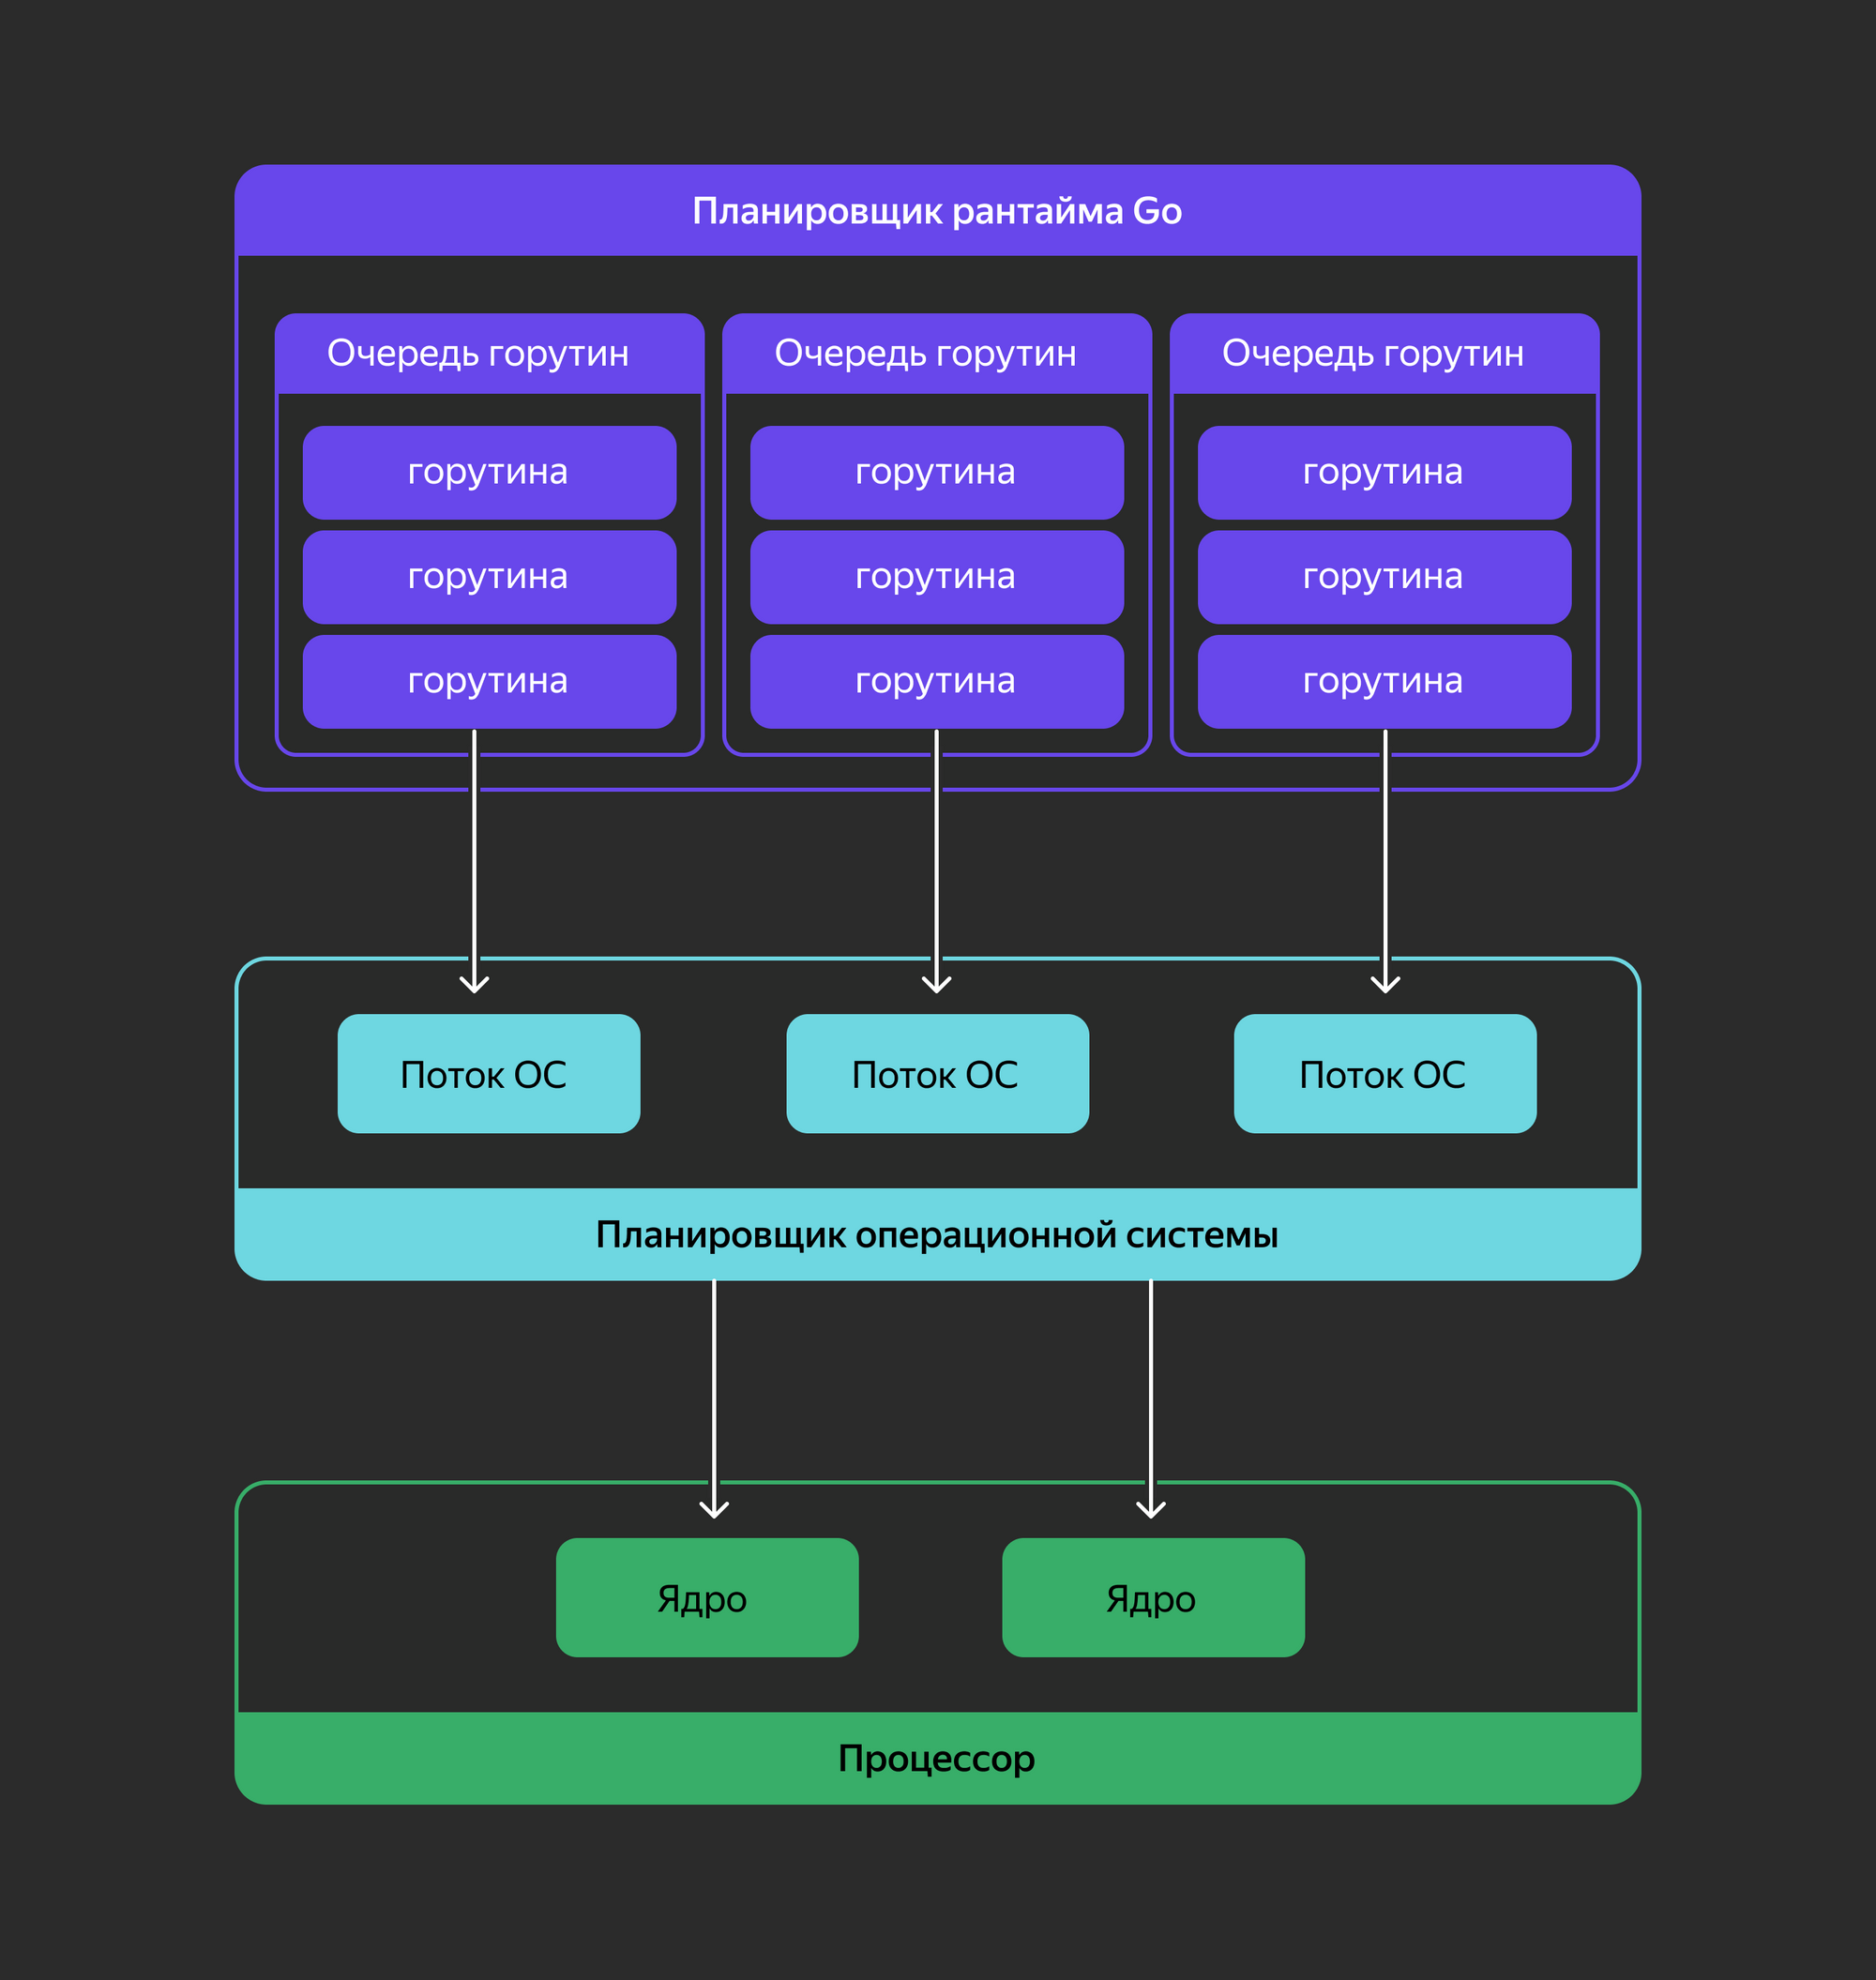 Планировщик рантайма Go
Очередь горутин
Очередь горутин
Очередь горутин
горутина
горутина
горутина
горутина
горутина
горутина
горутина
горутина
горутина
Поток ОС
Поток ОС
Поток ОС
Планировщик операционной системы
Ядро
Ядро
Процессор